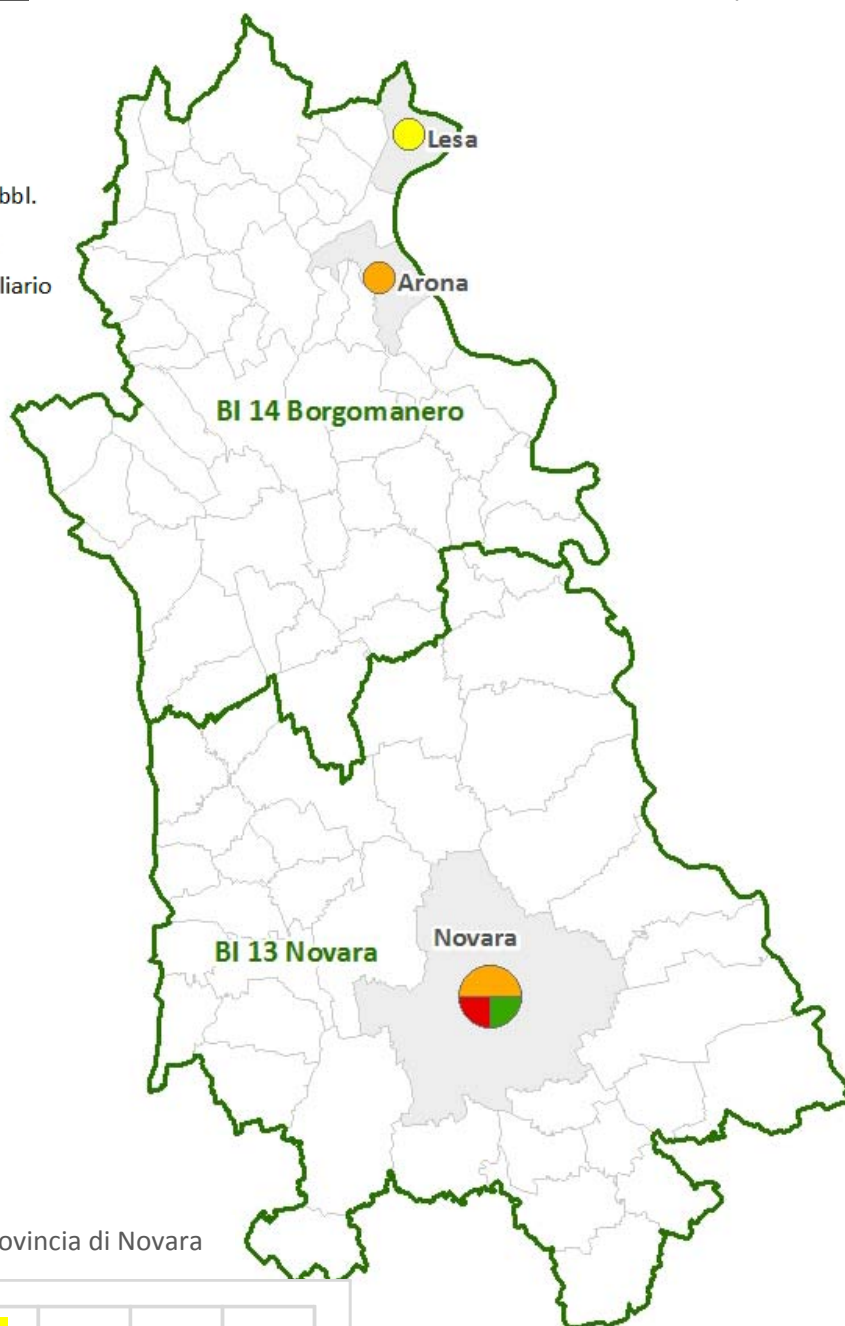 Lesa
bbl.
liario
Arona
BI 14 Borgomanero
Novara
BI 13 Novara
ovincia di Novara